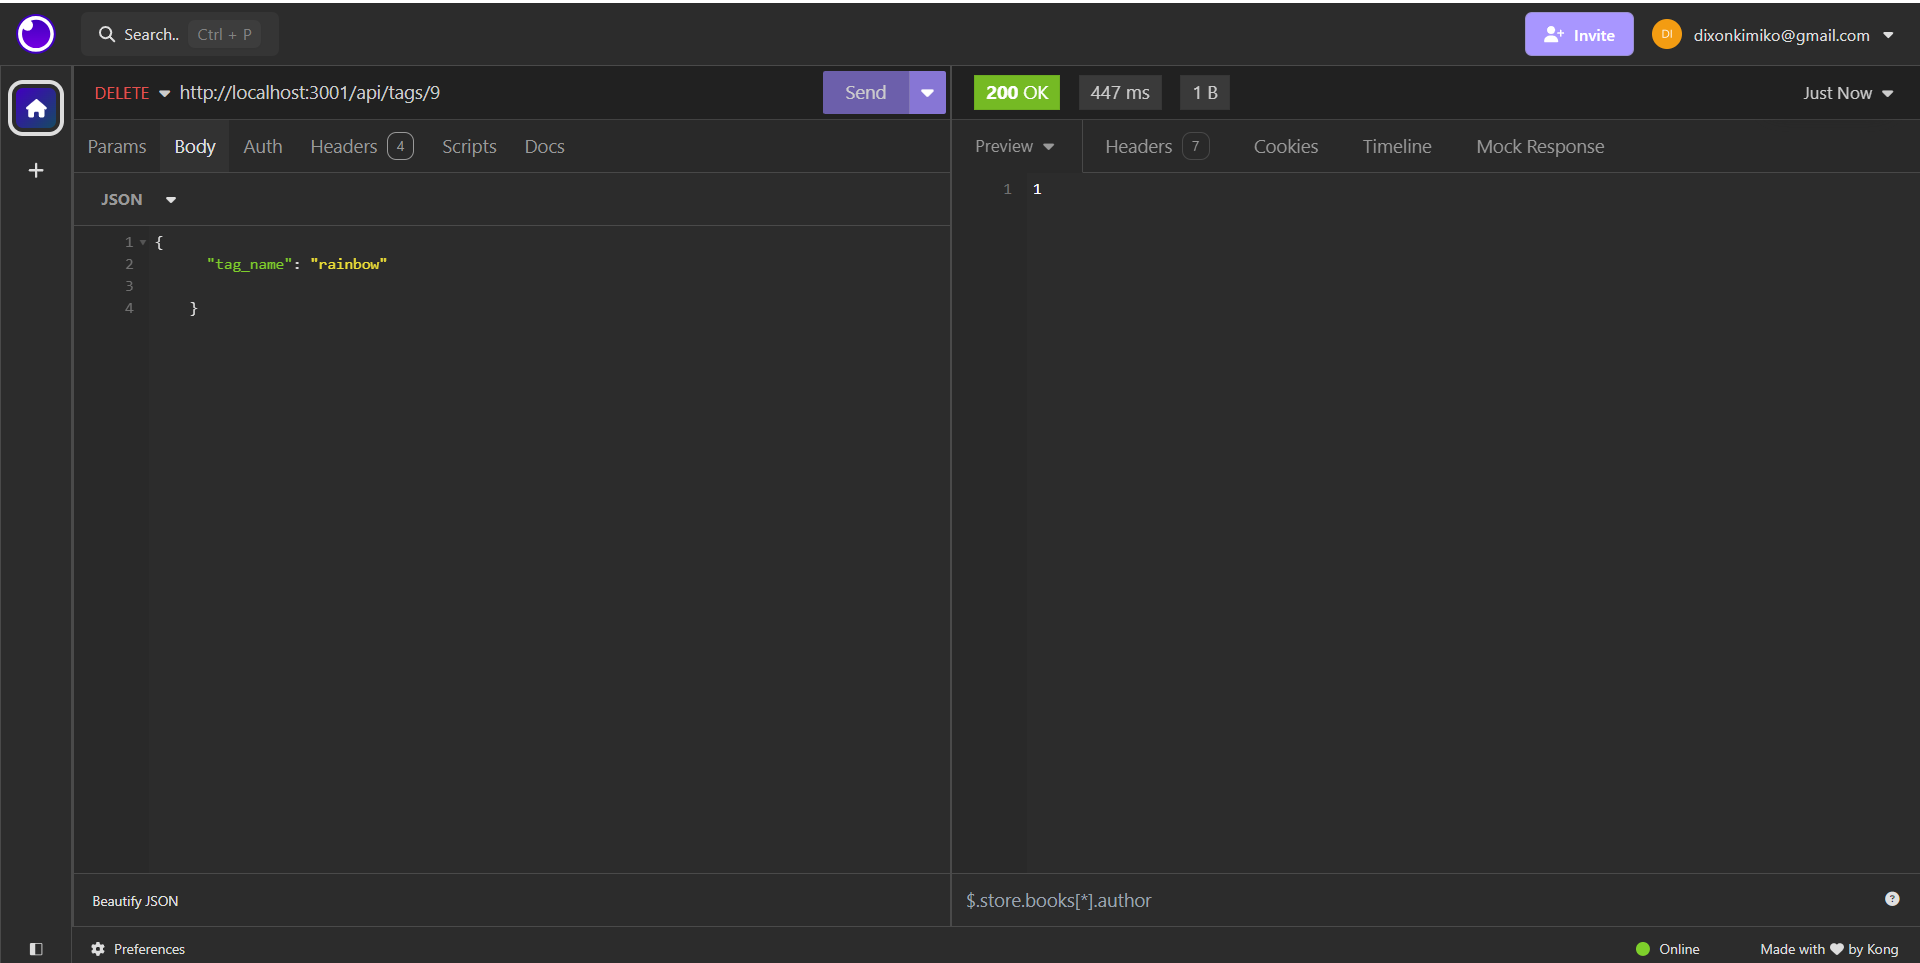 Search.. Ctrl + P
Invite
DI dixonkimiko@gmail.com
DELETE http://localhost:3001/api/tags/9
Send
200 OK 447 ms 1 B
Just Now
Params Body Auth Headers 4 Scripts Docs
Preview Headers 7 Cookies Timeline Mock Response
JSON
1 {
2 "tag_name": "rainbow"
3
4 }
1 1
Beautify JSON
$.store.books[*].author
?
Preferences
Online
Made with ❤ by Kong